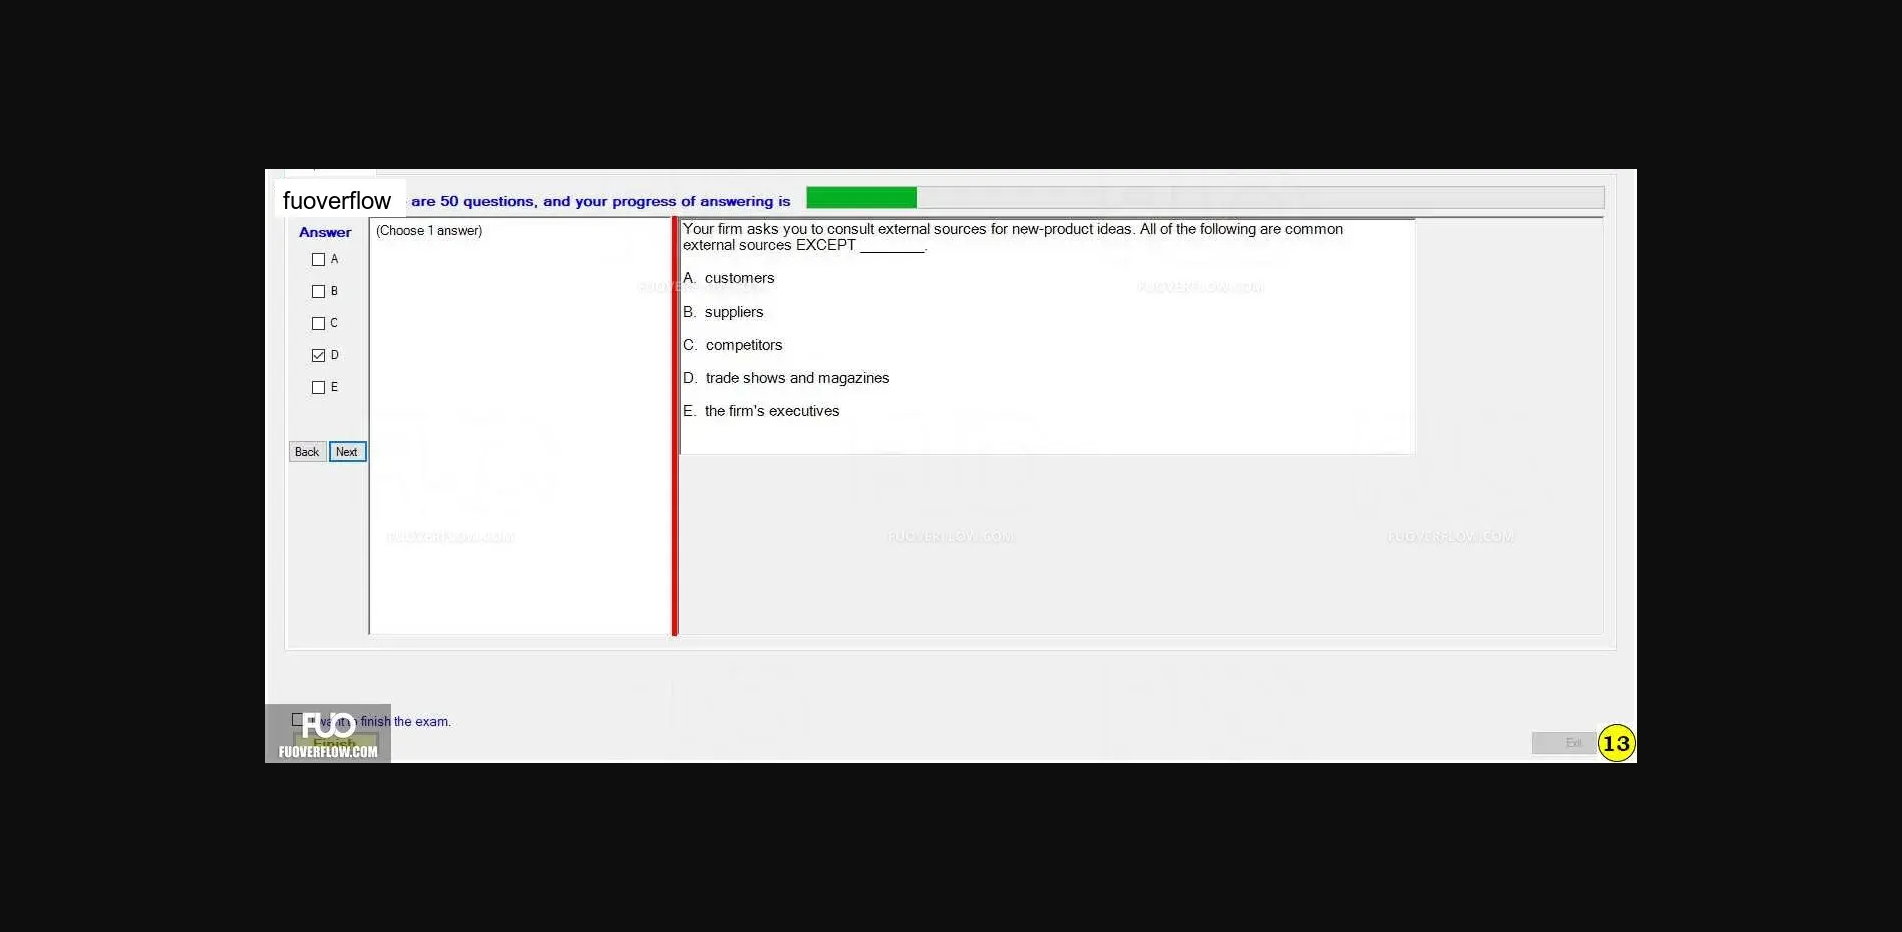 fuoverflow
are 50 questions, and your progress of answering is
Answer
(Choose 1 answer)
A
B
C
D
E
Back Next
Your firm asks you to consult external sources for new-product ideas. All of the following are common
external sources EXCEPT ________.
A. customers
B. suppliers
C. competitors
D. trade shows and magazines
E. the firm's executives
FUOVERFLOW.COM
FUOVERFLOW.COM
FUOVERFLOW.COM
FUOVERFLOW.COM
I want to finish the exam.
Finish
FUO
FUOVERFLOW.COM
Exit
13